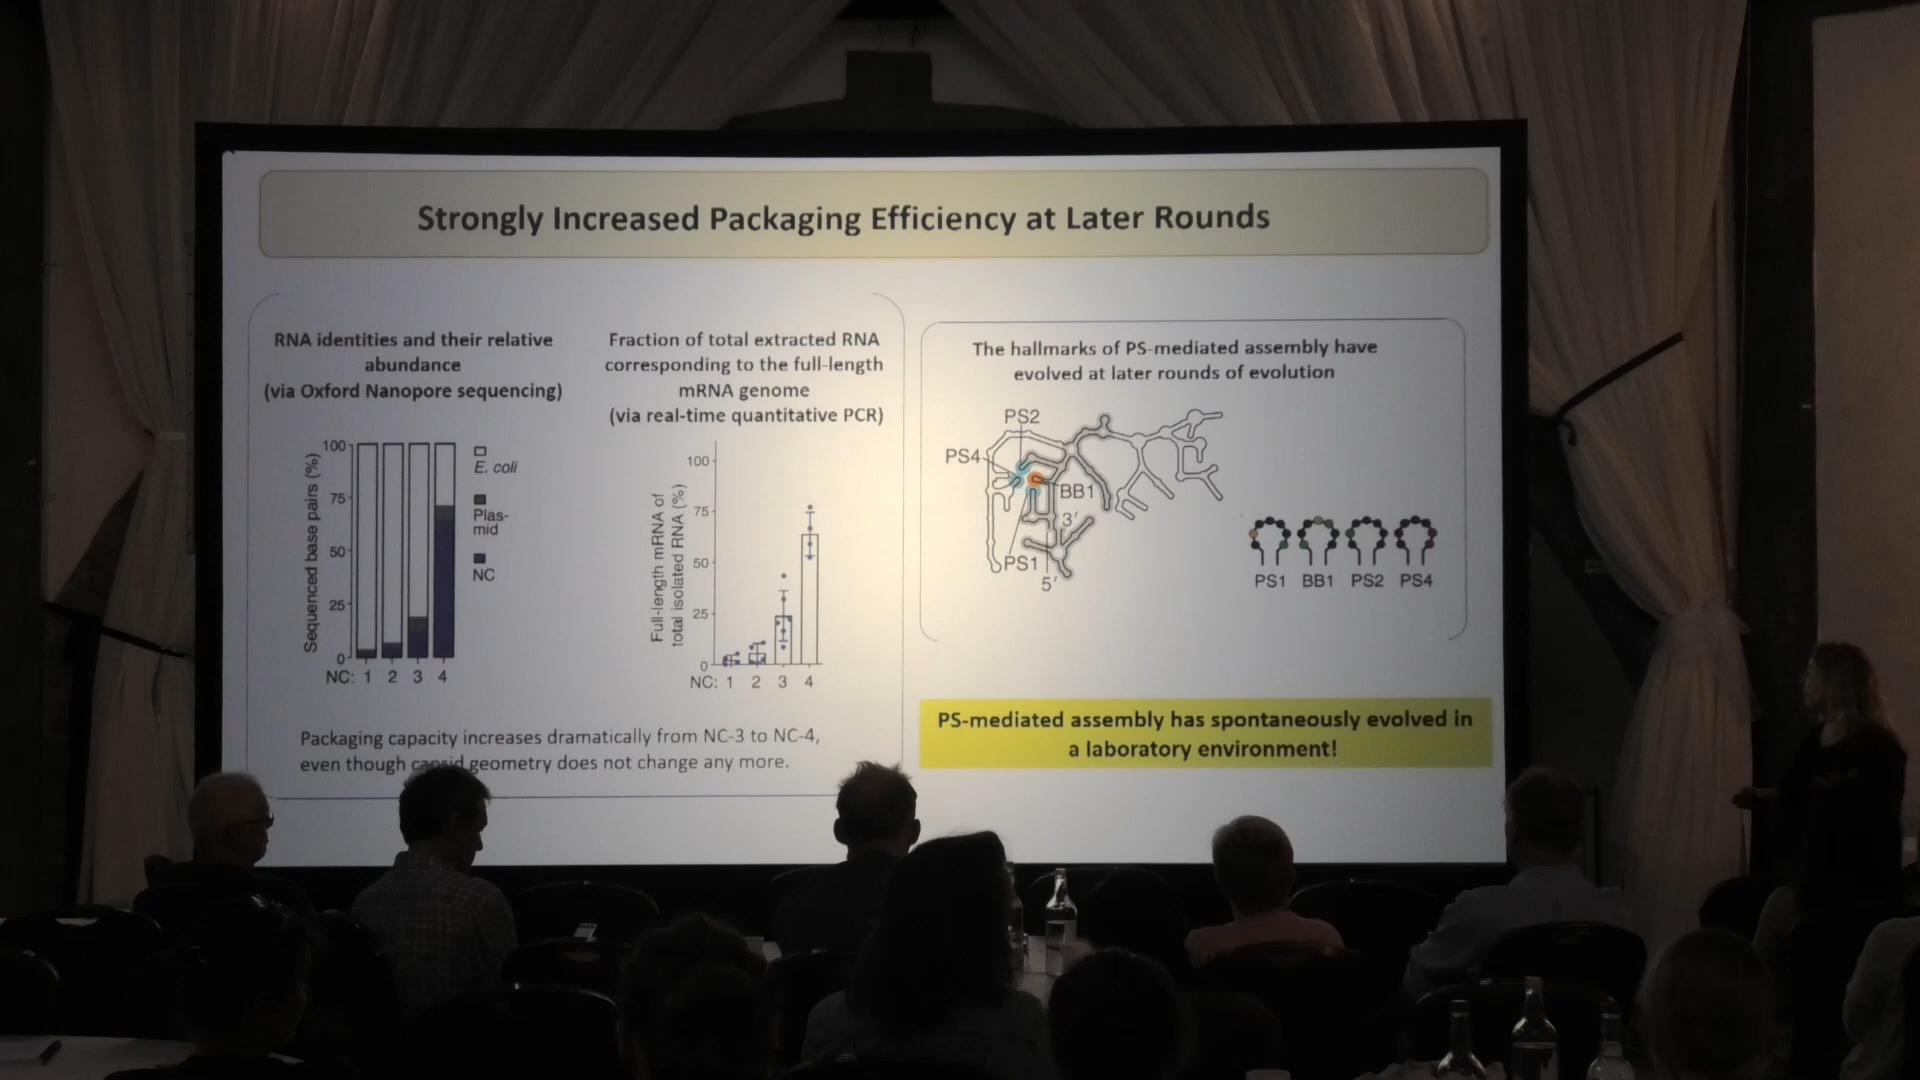 Strongly Increased Packaging Efficiency at Later Rounds
RNA identities and their relative
abundance
(via Oxford Nanopore sequencing)
Sequenced base pairs (%)
100
75
50
25
0
NC: 1 2 3 4
E. coli
Plas-
mid
NC
Fraction of total extracted RNA
corresponding to the full-length
mRNA genome
(via real-time quantitative PCR)
Full-length mRNA of
total isolated RNA (%)
100
75
50
25
0
NC: 1 2 3 4
Packaging capacity increases dramatically from NC-3 to NC-4,
even though capsid geometry does not change any more.
The hallmarks of PS-mediated assembly have
evolved at later rounds of evolution
PS2
PS4
BB1
3′
PS1
5′
PS1 BB1 PS2 PS4
PS-mediated assembly has spontaneously evolved in
a laboratory environment!